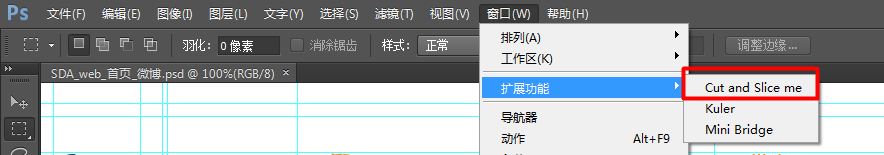 Ps 文件(F) 编辑(E) 图像(I) 图层(L) 文字(Y) 选择(S) 滤镜(T) 视图(V) 窗口(W) 帮助(H)
羽化: 0 像素 消除锯齿 样式: 正常 调整边缘...
排列(A)
工作区(K)
SDA_web_首页_微博.psd @ 100%(RGB/8) ×
扩展功能
Cut and Slice me
Kuler
Mini Bridge
导航器
动作 Alt+F9